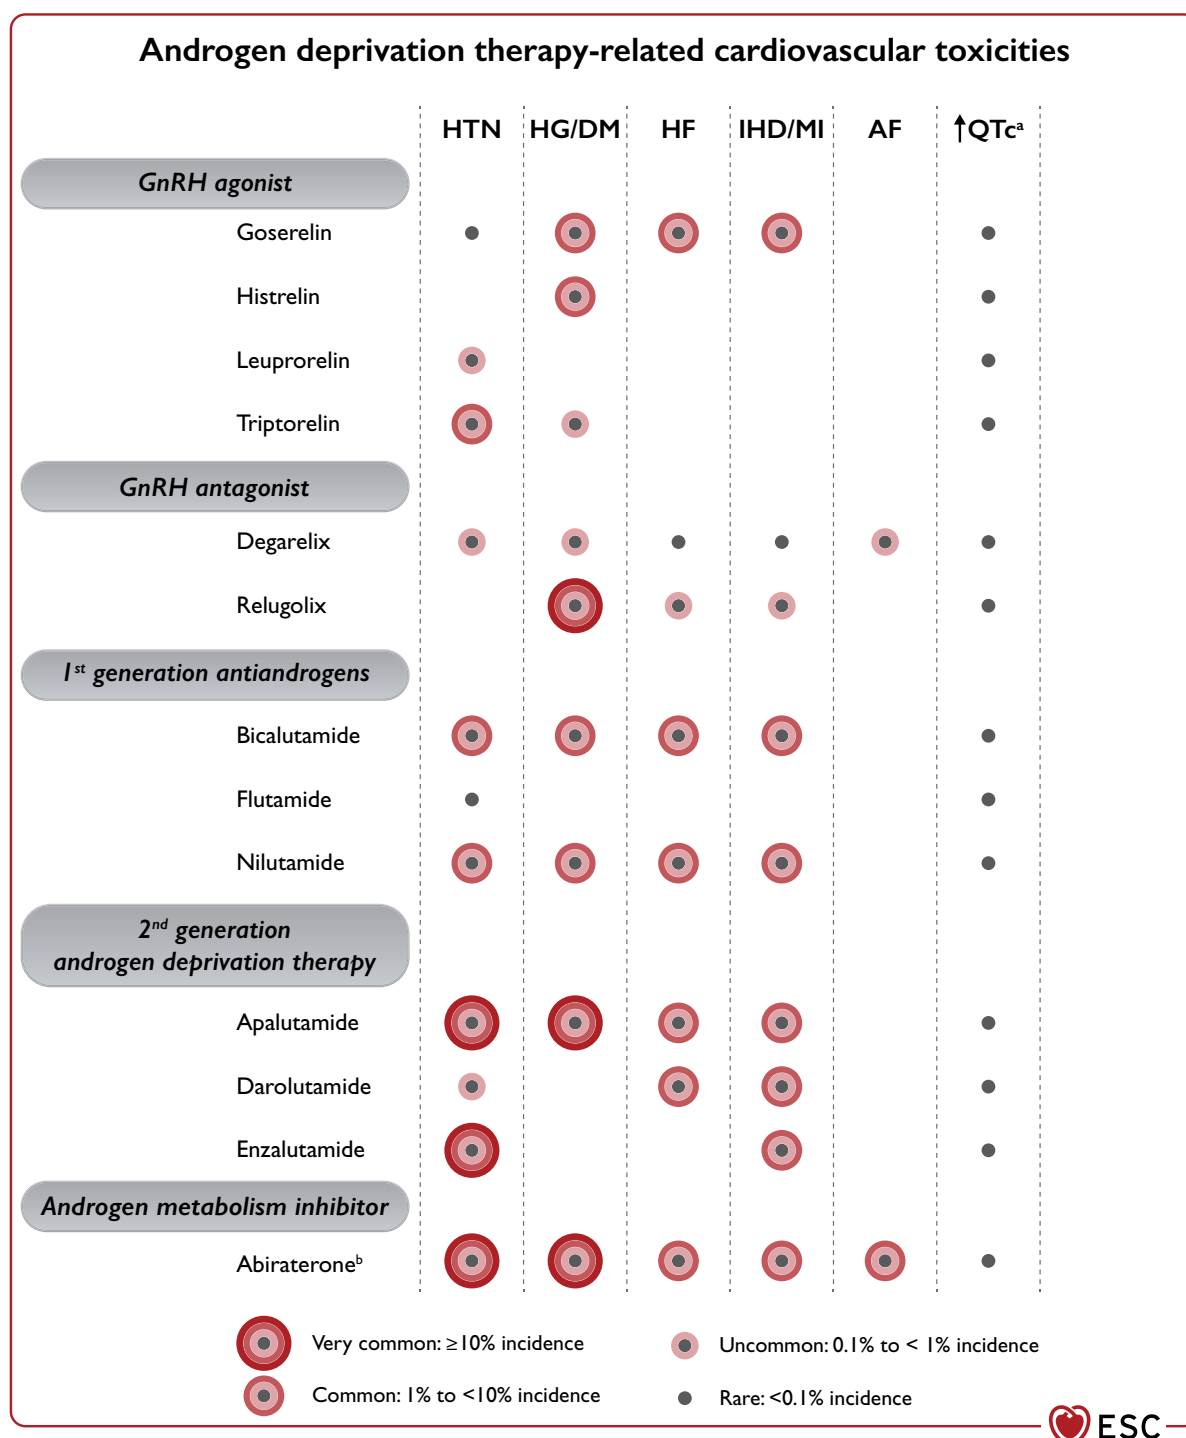 Androgen deprivation therapy-related cardiovascular toxicities
HTN HG/DM HF IHD/MI AF ↑QTcᵃ
GnRH agonist
Goserelin
Histrelin
Leuprorelin
Triptorelin
GnRH antagonist
Degarelix
Relugolix
1ˢᵗ generation antiandrogens
Bicalutamide
Flutamide
Nilutamide
2ⁿᵈ generation
androgen deprivation therapy
Apalutamide
Darolutamide
Enzalutamide
Androgen metabolism inhibitor
Abirateroneᵇ
Very common: ≥10% incidence
Uncommon: 0.1% to < 1% incidence
Common: 1% to <10% incidence
Rare: <0.1% incidence
ESC